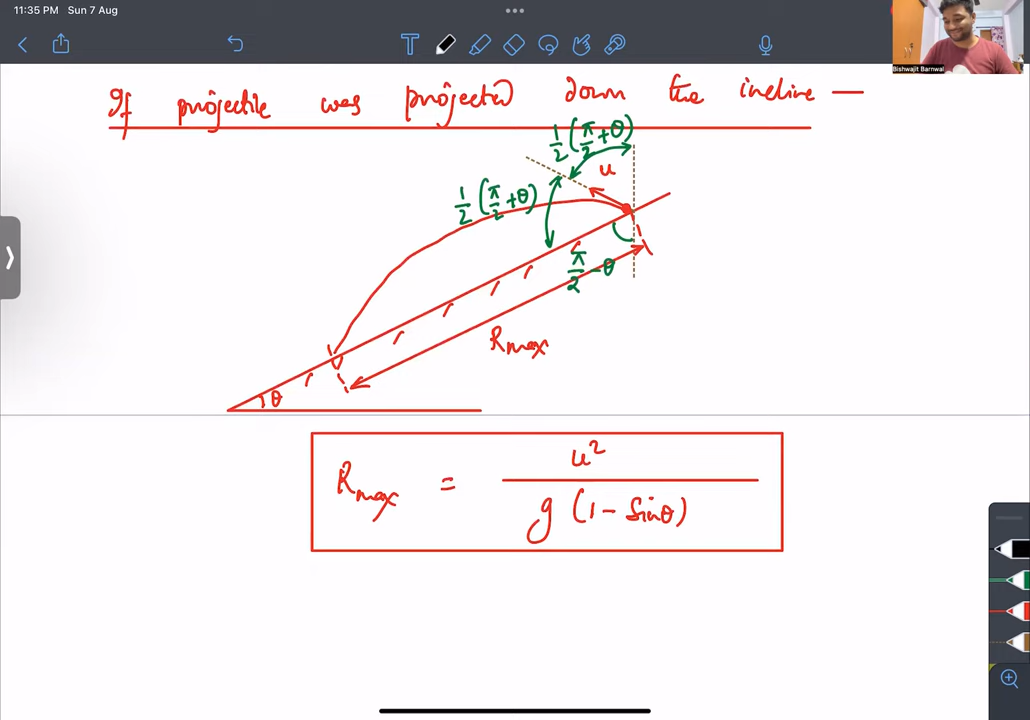 11:35 PM Sun 7 Aug
Bishwajit Barnwal
If projectile was projected down the incline —
1/2 (π/2 + θ)
u
1/2 (π/2 + θ)
π/2 - θ
Rmax
θ
Rmax = u² / g (1 - sinθ)